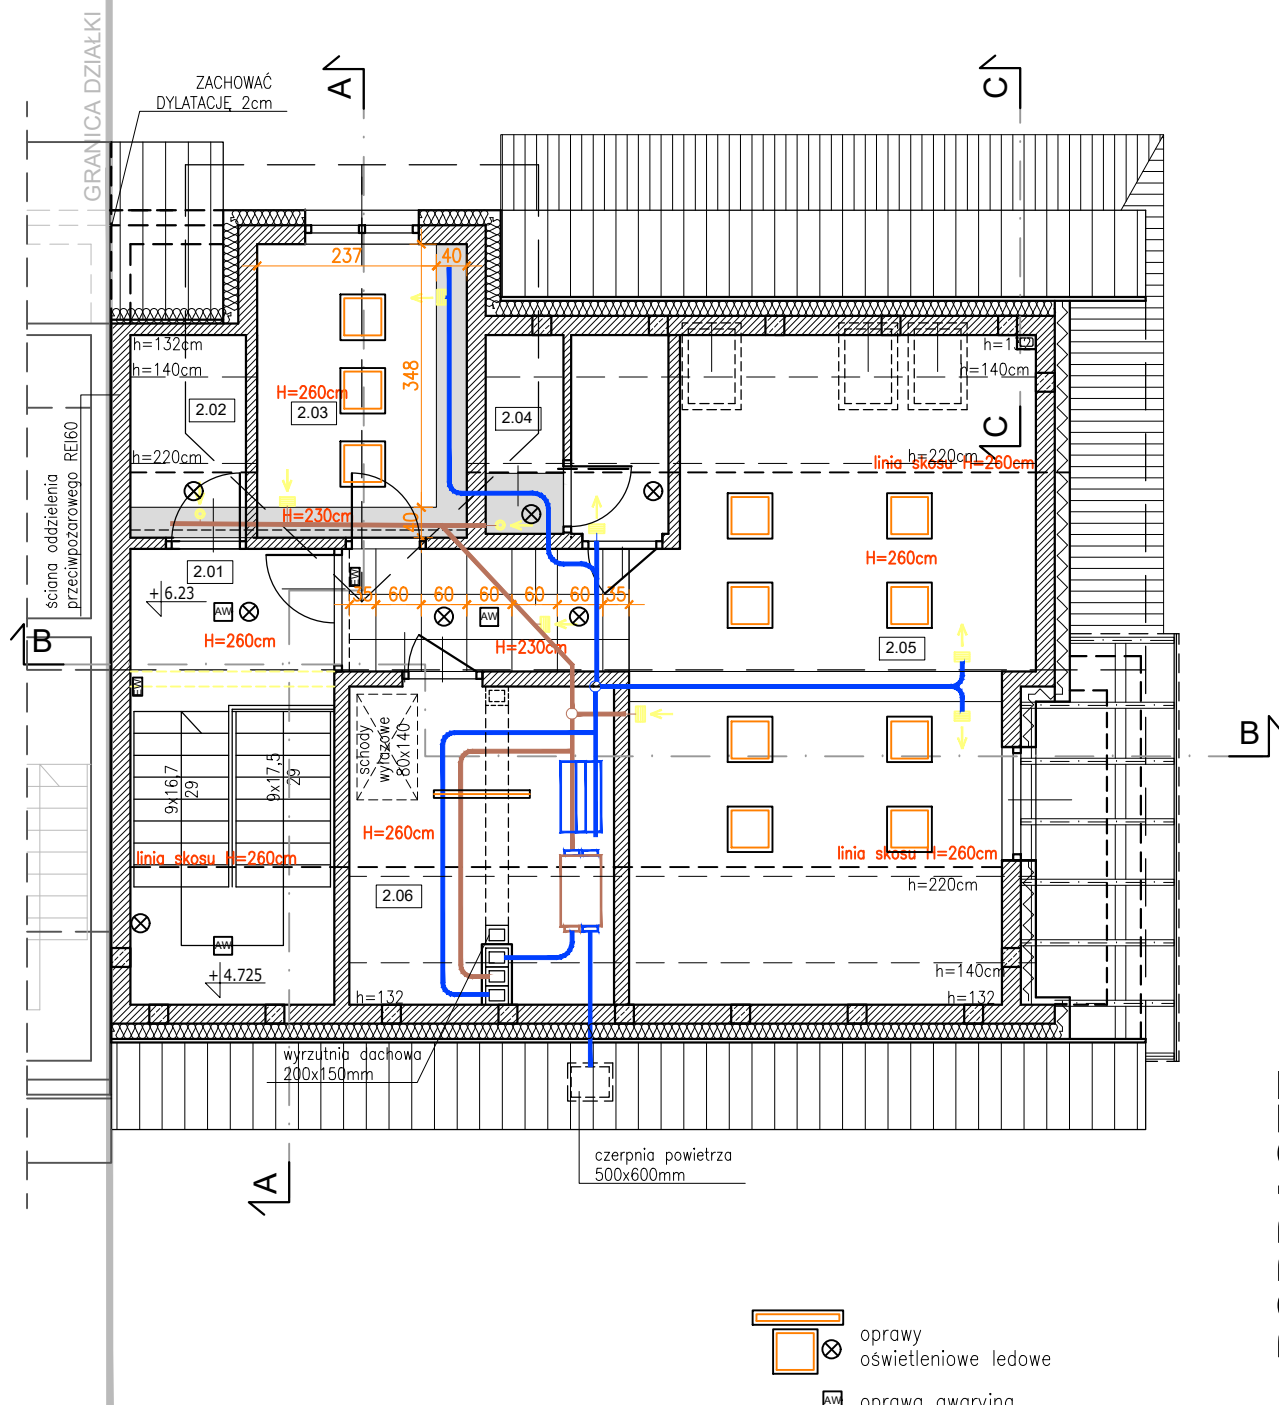 GRANICA DZIAŁKI
ZACHOWAĆ
DYLATACJĘ 2cm
A
C
237
40
h=132cm
h=140cm
348
H=260cm
2.02
2.03
2.04
h=140cm
C
h=220cm
h=220cm
linia skosu H=260cm
ściana oddzielenia
przeciwpożarowego REI60
H=230cm
40
H=260cm
2.01
EW
+6.23
35
60
60
60
60
60
35
AW
AW
H=260cm
H=230cm
2.05
B
EW
schody
wyłazowe
80x140
B
9x16,7
29
9x17,5
29
H=260cm
linia skosu H=260cm
linia skosu H=260cm
h=220cm
2.06
AW
+4.725
h=140cm
h=132
h=132
wyrzutnia dachowa
200x150mm
czerpnia powietrza
500x600mm
A
oprawy
oświetleniowe ledowe
AW
oprawa awaryjna